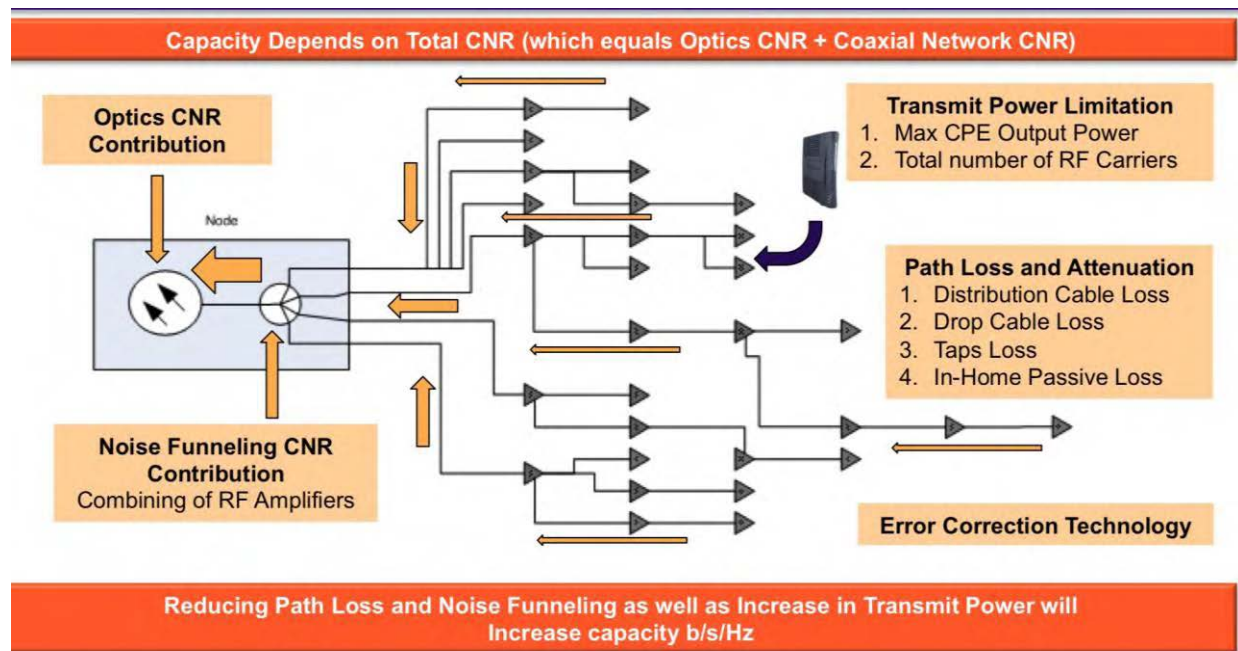 Capacity Depends on Total CNR (which equals Optics CNR + Coaxial Network CNR)
Optics CNR
Contribution
Transmit Power Limitation
1. Max CPE Output Power
2. Total number of RF Carriers
Node
Path Loss and Attenuation
1. Distribution Cable Loss
2. Drop Cable Loss
3. Taps Loss
4. In-Home Passive Loss
Noise Funneling CNR
Contribution
Combining of RF Amplifiers
Error Correction Technology
Reducing Path Loss and Noise Funneling as well as Increase in Transmit Power will
Increase capacity b/s/Hz